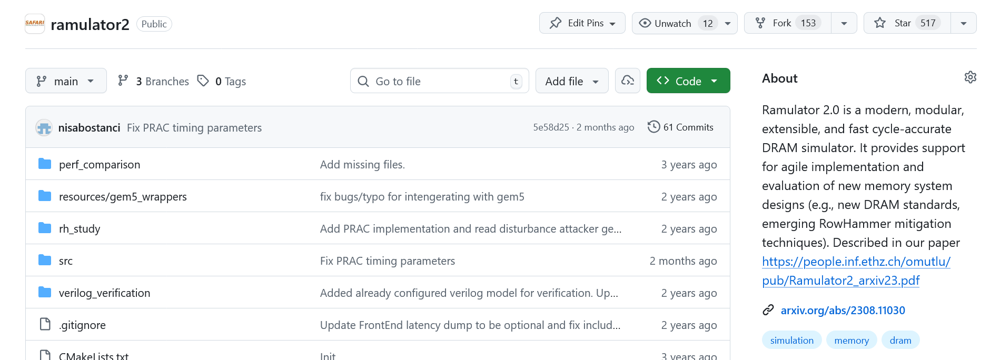 SAFARI
ramulator2 Public
Edit Pins
Unwatch 12
Fork 153
Star 517
main
3 Branches
0 Tags
Go to file
t
Add file
Code
nisabostanci Fix PRAC timing parameters 5e58d25 · 2 months ago 61 Commits
perf_comparison Add missing files. 3 years ago
resources/gem5_wrappers fix bugs/typo for intengerating with gem5 2 years ago
rh_study Add PRAC implementation and read disturbance attacker ge... 2 years ago
src Fix PRAC timing parameters 2 months ago
verilog_verification Added already configured verilog model for verification. Up... 2 years ago
.gitignore Update FrontEnd latency dump to be optional and fix includ... 2 years ago
CMakeLists.txt Init 3 years ago
About
Ramulator 2.0 is a modern, modular,
extensible, and fast cycle-accurate
DRAM simulator. It provides support
for agile implementation and
evaluation of new memory system
designs (e.g., new DRAM standards,
emerging RowHammer mitigation
techniques). Described in our paper
https://people.inf.ethz.ch/omutlu/
pub/Ramulator2_arxiv23.pdf
arxiv.org/abs/2308.11030
simulation memory dram